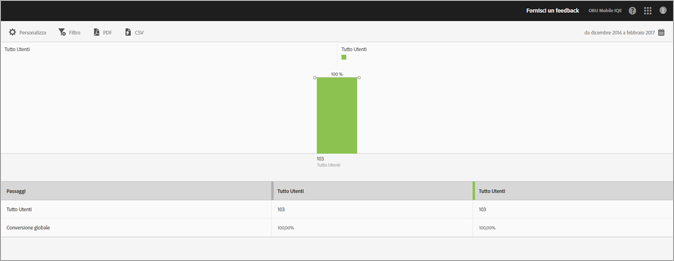 Fornisci un feedback OBU Mobile IQE
Personalizza Filtro PDF CSV da dicembre 2016 a febbraio 2017
Tutto Utenti Tutto Utenti
100 %
103
Tutto Utenti
Passaggi Tutto Utenti Tutto Utenti
Tutto Utenti 103 103
Conversione globale 100,00% 100,00%